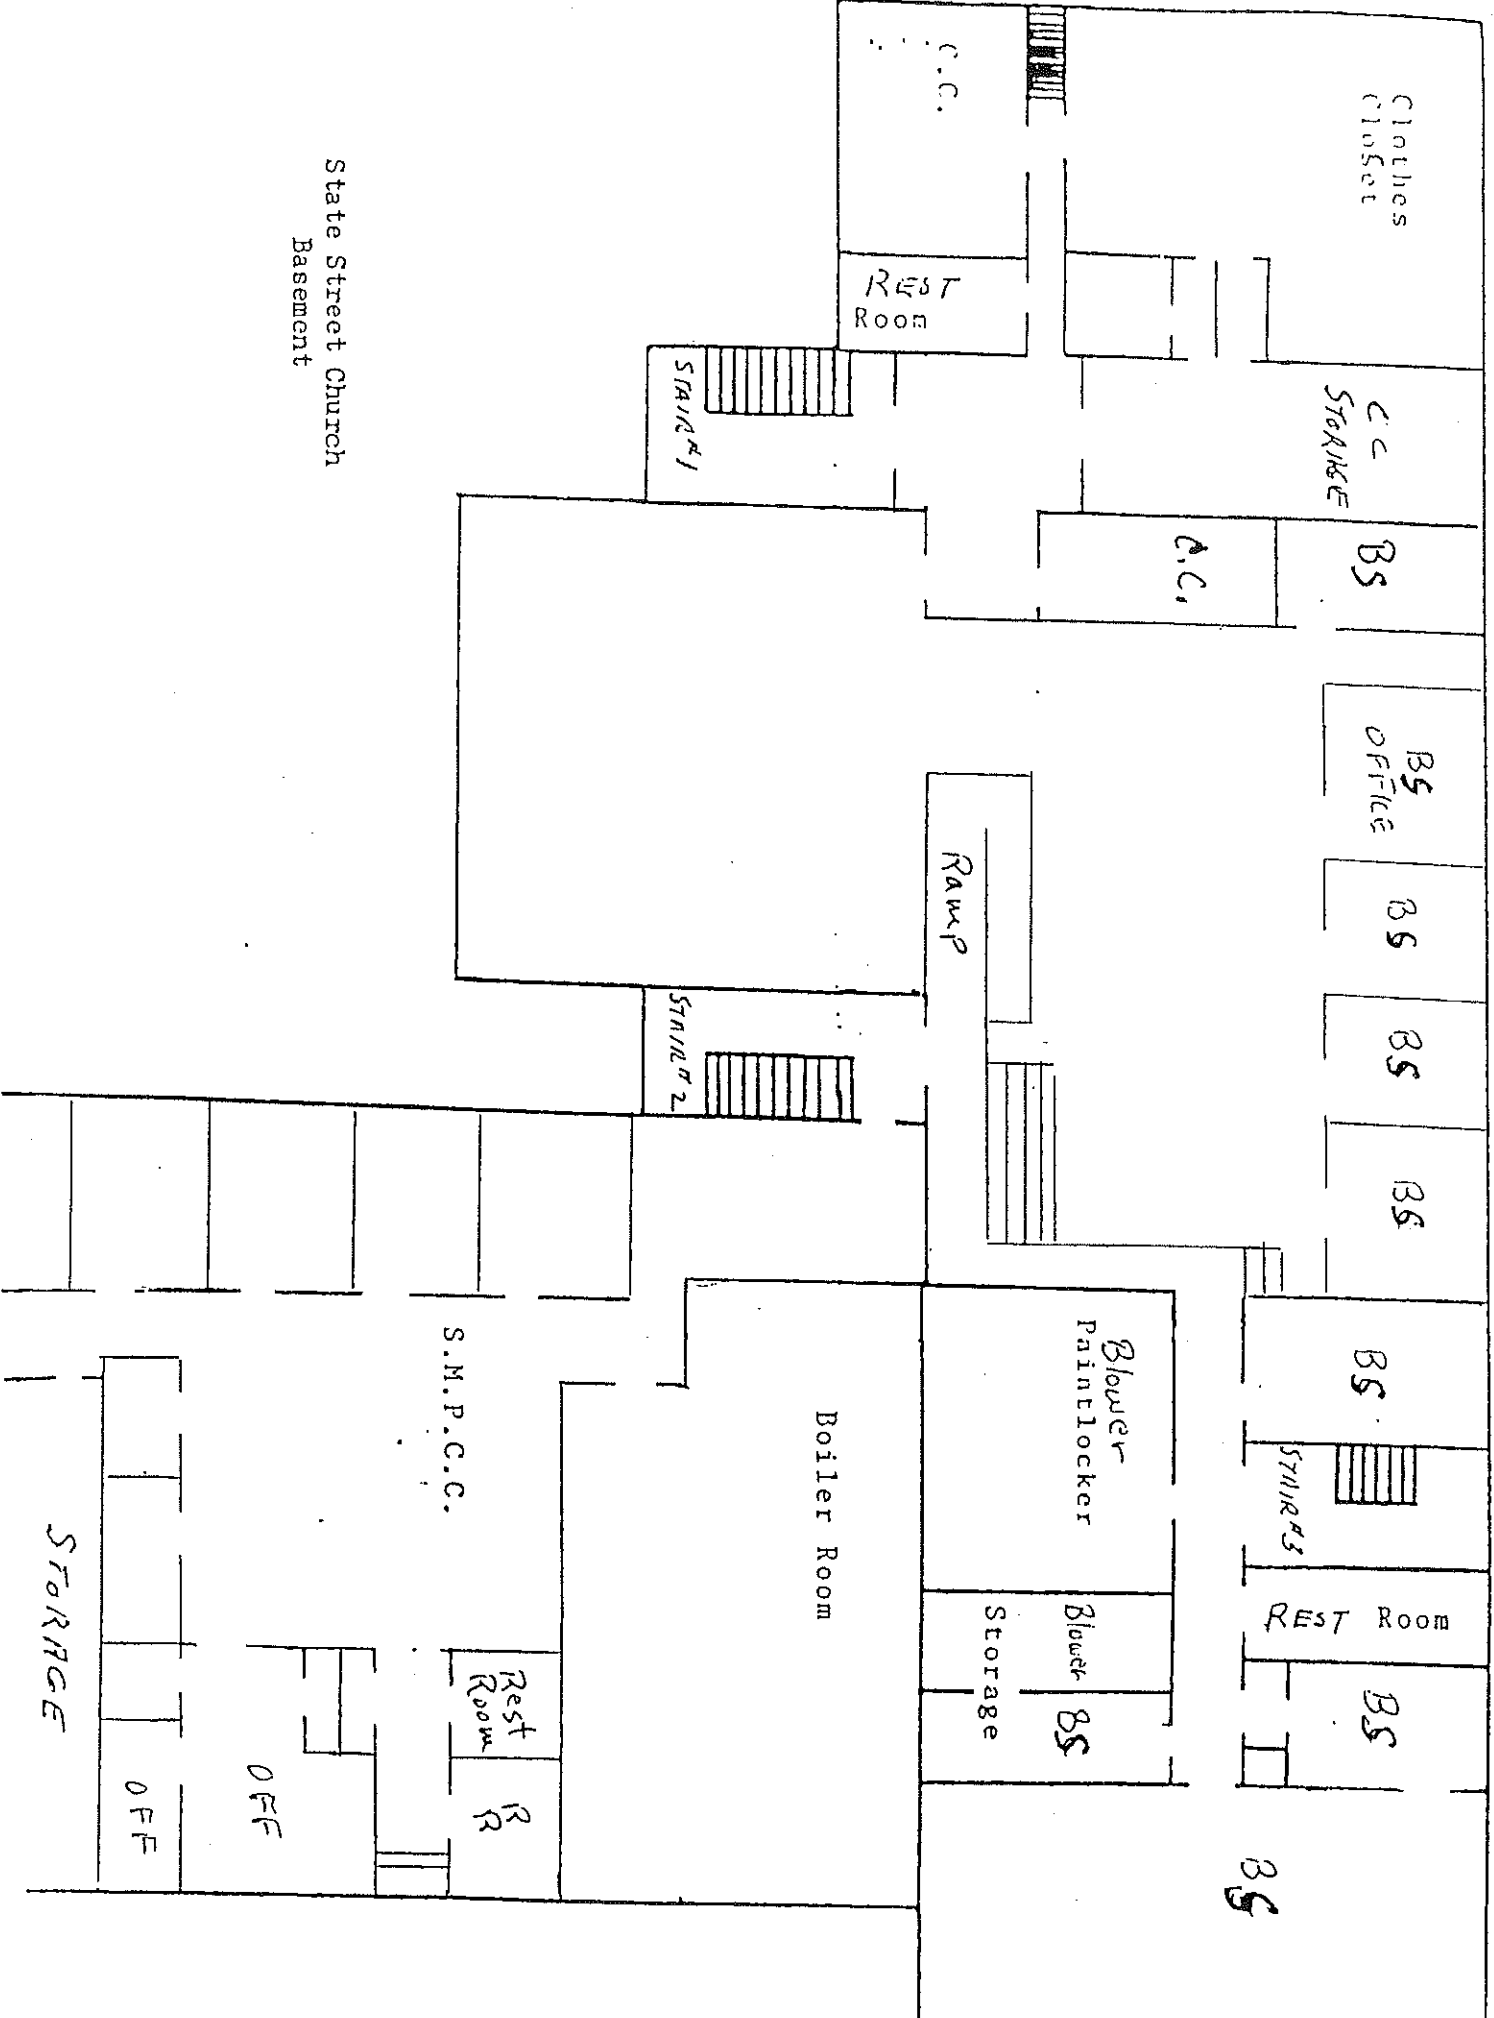 Clothes
Closet
C.C.
REST
Room
STAIR #1
C C
STORAGE
C.C.
BS
BS
OFFICE
BS
BS
BS
Ramp
STAIR # 2
State Street Church
Basement
BS
STAIR #3
REST Room
BS
BS
Blower
Paintlocker
Blower
Storage
BS
Boiler Room
S.M.P.C.C.
Rest
Room
R
R
OFF
OFF
STORAGE